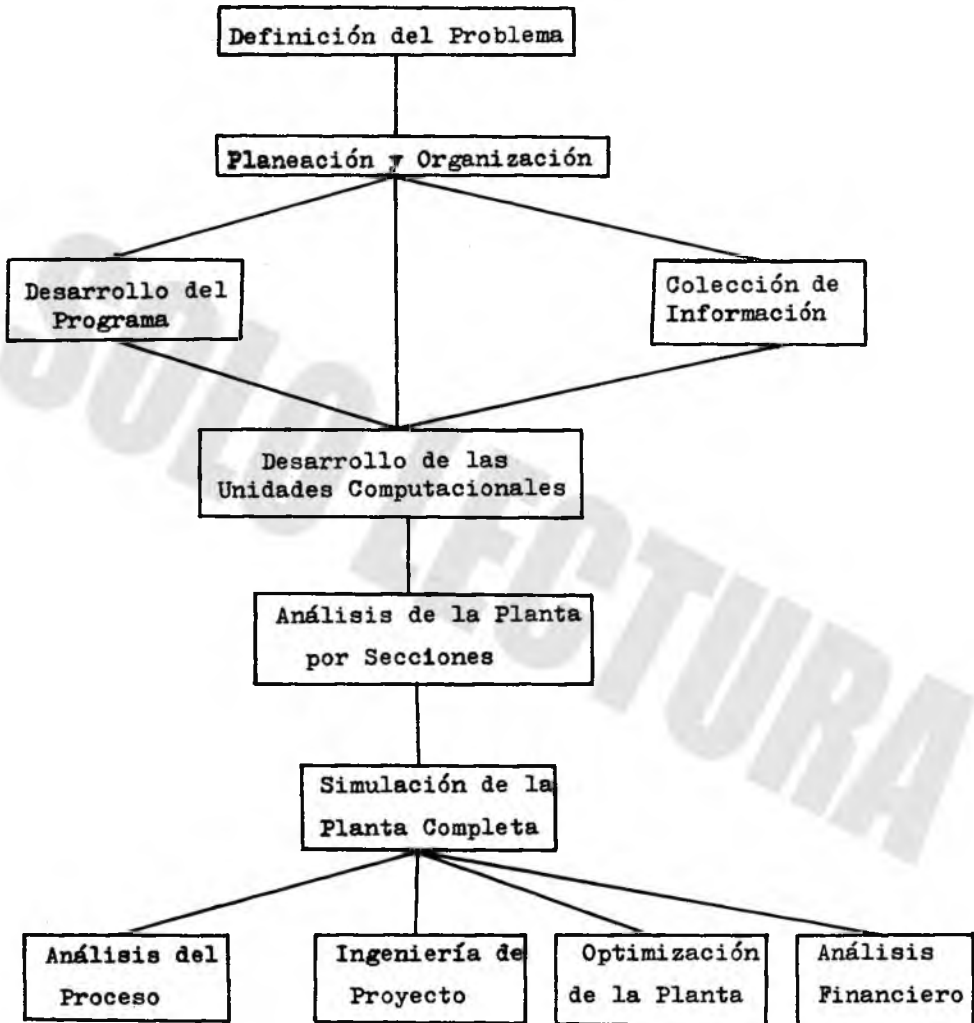 Definición del Problema
Planeación y Organización
Desarrollo del
Programa
Colección de
Información
Desarrollo de las
Unidades Computacionales
Análisis de la Planta
por Secciones
Simulación de la
Planta Completa
Análisis del
Proceso
Ingeniería de
Proyecto
Optimización
de la Planta
Análisis
Financiero
SOLO LECTURA